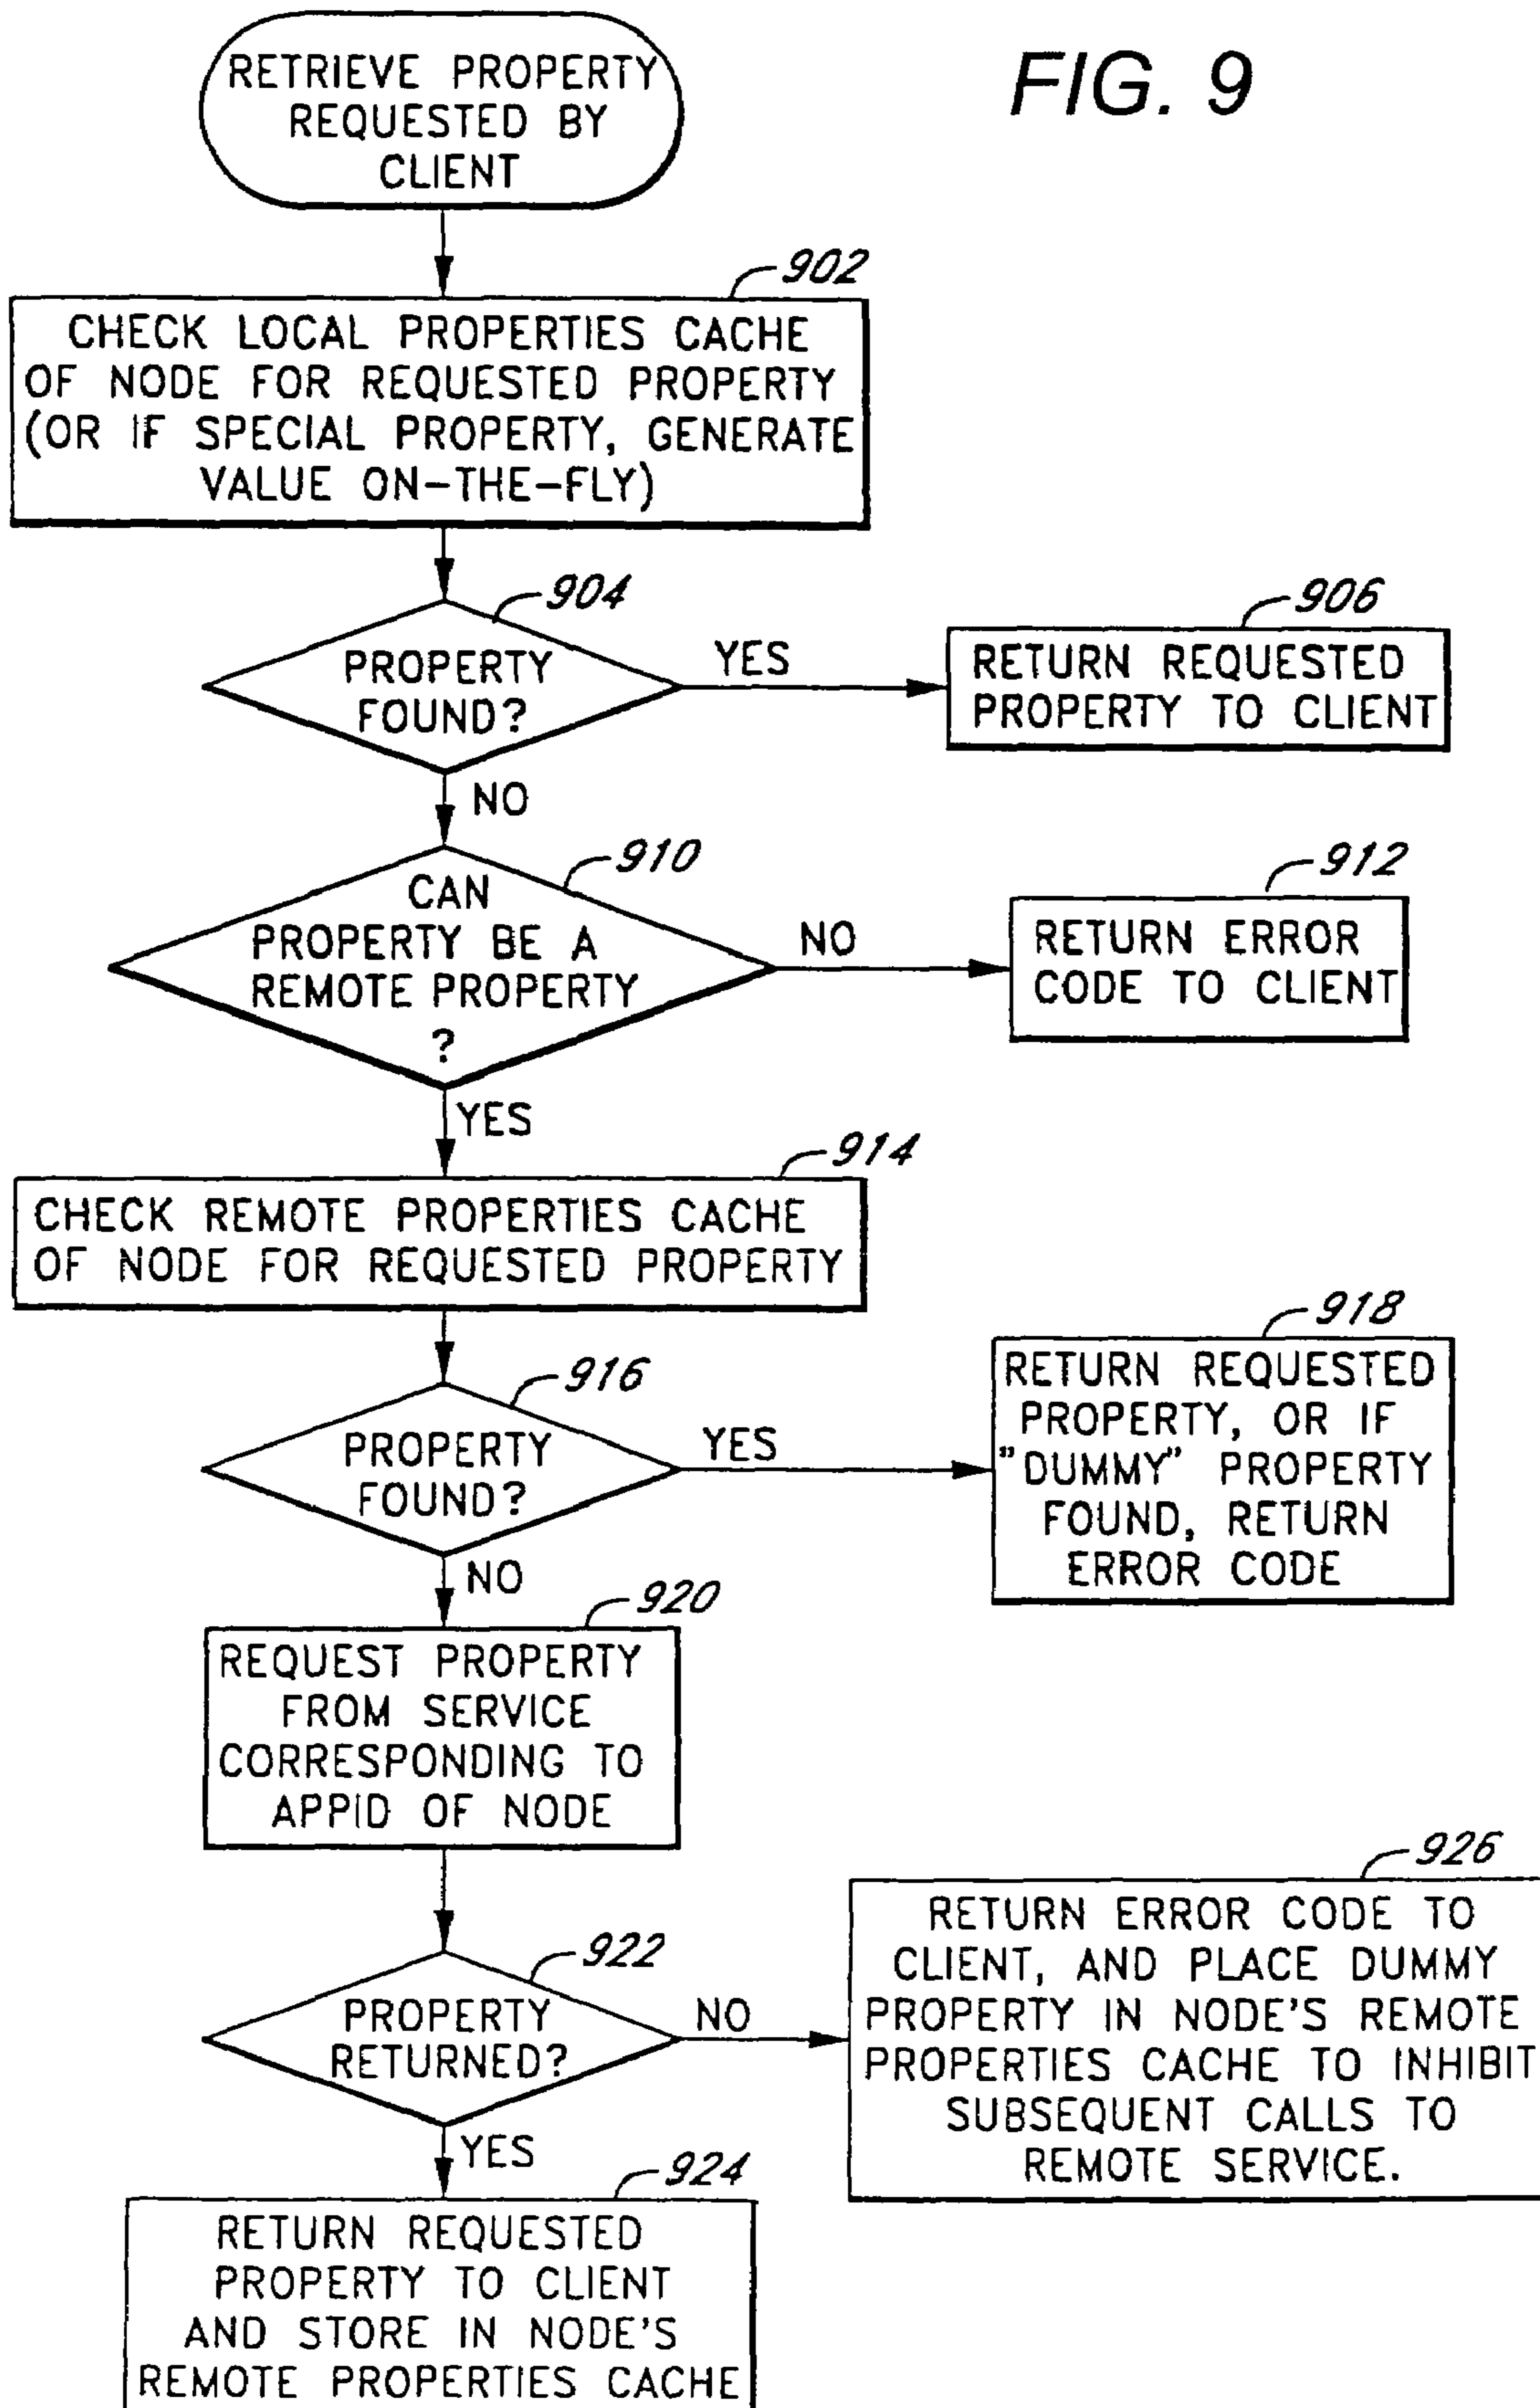 FIG. 9
RETRIEVE PROPERTY
REQUESTED BY
CLIENT
902
CHECK LOCAL PROPERTIES CACHE
OF NODE FOR REQUESTED PROPERTY
(OR IF SPECIAL PROPERTY, GENERATE
VALUE ON-THE-FLY)
904
PROPERTY
FOUND?
YES
906
RETURN REQUESTED
PROPERTY TO CLIENT
NO
910
CAN
PROPERTY BE A
REMOTE PROPERTY
?
NO
912
RETURN ERROR
CODE TO CLIENT
YES
914
CHECK REMOTE PROPERTIES CACHE
OF NODE FOR REQUESTED PROPERTY
916
PROPERTY
FOUND?
YES
918
RETURN REQUESTED
PROPERTY, OR IF
"DUMMY" PROPERTY
FOUND, RETURN
ERROR CODE
NO
920
REQUEST PROPERTY
FROM SERVICE
CORRESPONDING TO
APPID OF NODE
922
PROPERTY
RETURNED?
NO
926
RETURN ERROR CODE TO
CLIENT, AND PLACE DUMMY
PROPERTY IN NODE'S REMOTE
PROPERTIES CACHE TO INHIBIT
SUBSEQUENT CALLS TO
REMOTE SERVICE.
YES
924
RETURN REQUESTED
PROPERTY TO CLIENT
AND STORE IN NODE'S
REMOTE PROPERTIES CACHE